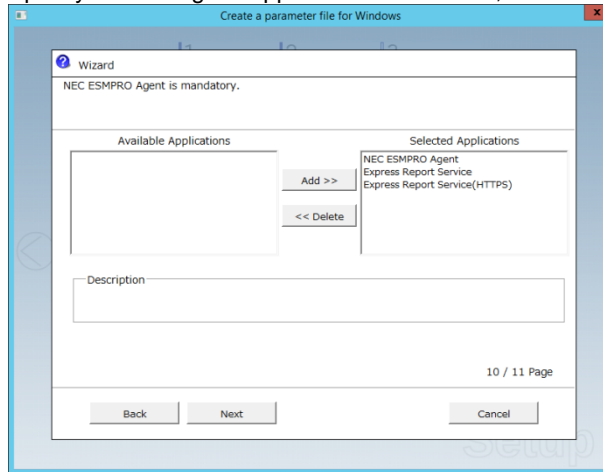 Create a parameter file for Windows
x
Wizard
NEC ESMPRO Agent is mandatory.
Available Applications
Selected Applications
NEC ESMPRO Agent
Express Report Service
Express Report Service(HTTPS)
Add >>
<< Delete
Description
10 / 11 Page
Back
Next
Cancel
Setup